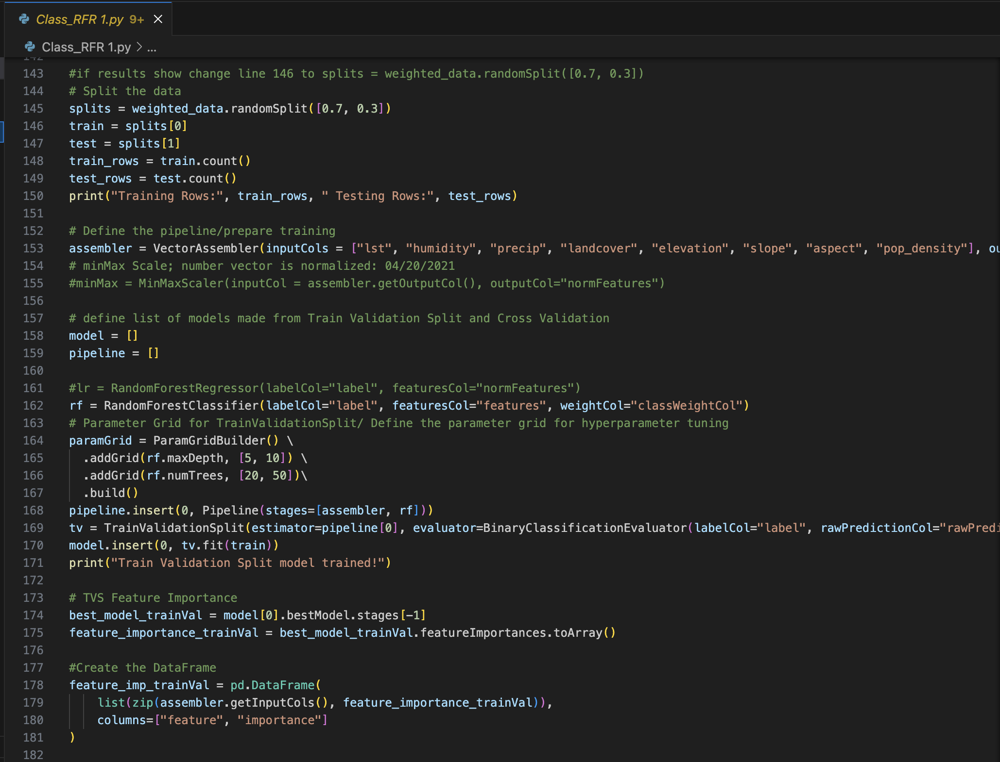 Class_RFR 1.py 9+
Class_RFR 1.py > ...
142
143 #if results show change line 146 to splits = weighted_data.randomSplit([0.7, 0.3])
144 # Split the data
145 splits = weighted_data.randomSplit([0.7, 0.3])
146 train = splits[0]
147 test = splits[1]
148 train_rows = train.count()
149 test_rows = test.count()
150 print("Training Rows:", train_rows, " Testing Rows:", test_rows)
151
152 # Define the pipeline/prepare training
153 assembler = VectorAssembler(inputCols = ["lst", "humidity", "precip", "landcover", "elevation", "slope", "aspect", "pop_density"], ou
154 # minMax Scale; number vector is normalized: 04/20/2021
155 #minMax = MinMaxScaler(inputCol = assembler.getOutputCol(), outputCol="normFeatures")
156
157 # define list of models made from Train Validation Split and Cross Validation
158 model = []
159 pipeline = []
160
161 #lr = RandomForestRegressor(labelCol="label", featuresCol="normFeatures")
162 rf = RandomForestClassifier(labelCol="label", featuresCol="features", weightCol="classWeightCol")
163 # Parameter Grid for TrainValidationSplit/ Define the parameter grid for hyperparameter tuning
164 paramGrid = ParamGridBuilder() \
165 .addGrid(rf.maxDepth, [5, 10]) \
166 .addGrid(rf.numTrees, [20, 50])\
167 .build()
168 pipeline.insert(0, Pipeline(stages=[assembler, rf]))
169 tv = TrainValidationSplit(estimator=pipeline[0], evaluator=BinaryClassificationEvaluator(labelCol="label", rawPredictionCol="rawPredi
170 model.insert(0, tv.fit(train))
171 print("Train Validation Split model trained!")
172
173 # TVS Feature Importance
174 best_model_trainVal = model[0].bestModel.stages[-1]
175 feature_importance_trainVal = best_model_trainVal.featureImportances.toArray()
176
177 #Create the DataFrame
178 feature_imp_trainVal = pd.DataFrame(
179 list(zip(assembler.getInputCols(), feature_importance_trainVal)),
180 columns=["feature", "importance"]
181 )
182